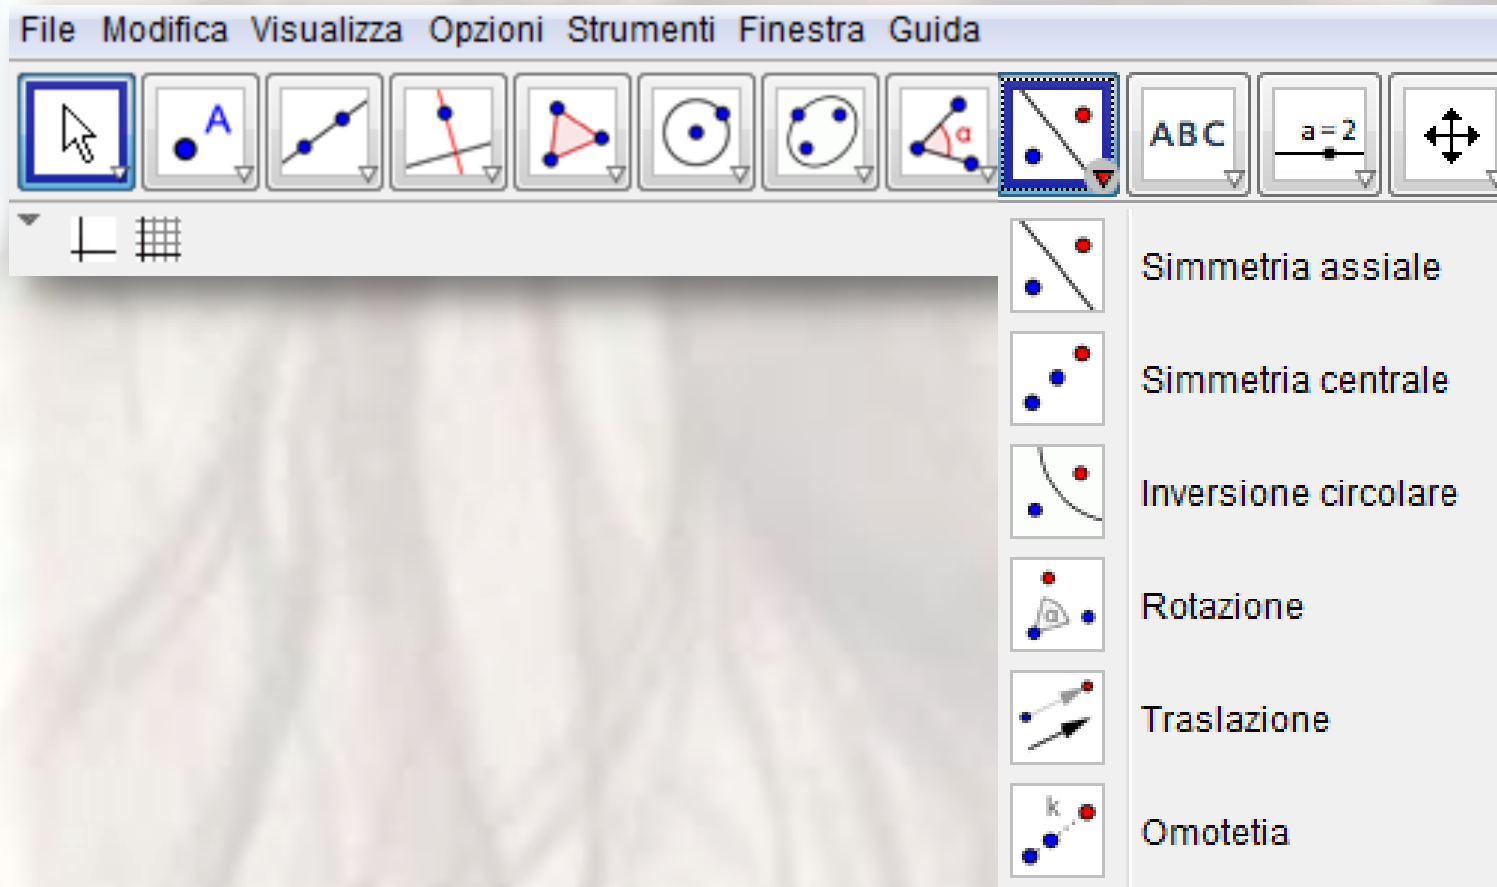 File Modifica Visualizza Opzioni Strumenti Finestra Guida
A
α
ABC
a = 2
Simmetria assiale
Simmetria centrale
Inversione circolare
α
Rotazione
Traslazione
k
Omotetia